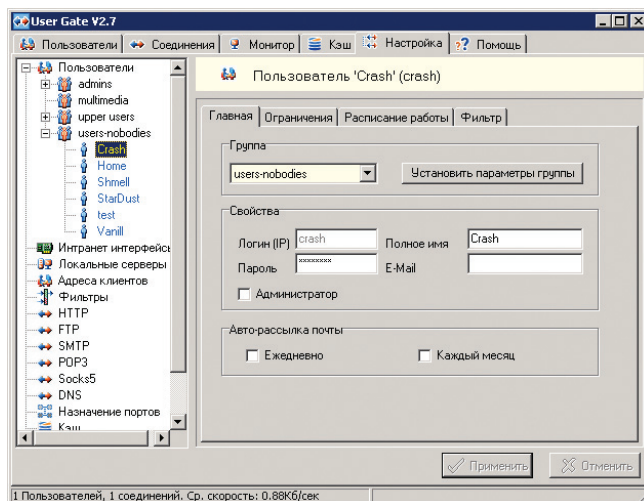 User Gate V2.7
Пользователи Соединения Монитор Кэш Настройка Помощь
Пользователи
admins
multimedia
upper users
users-nobodies
Crash
Home
Shmell
StarDust
test
Vanill
Интранет интерфейсь
Локальные серверы
Адреса клиентов
Фильтры
HTTP
FTP
SMTP
POP3
Socks5
DNS
Назначение портов
Кэш
Пользователь 'Crash' (crash)
Главная Ограничения Расписание работы Фильтр
Группа
users-nobodies Установить параметры группы
Свойства
Логин (IP) crash Полное имя Crash
Пароль xxxxxxxx E-Mail
Администратор
Авто-рассылка почты
Ежедневно Каждый месяц
Применить Отменить
1 Пользователей, 1 соединений. Ср. скорость: 0.88Кб/сек